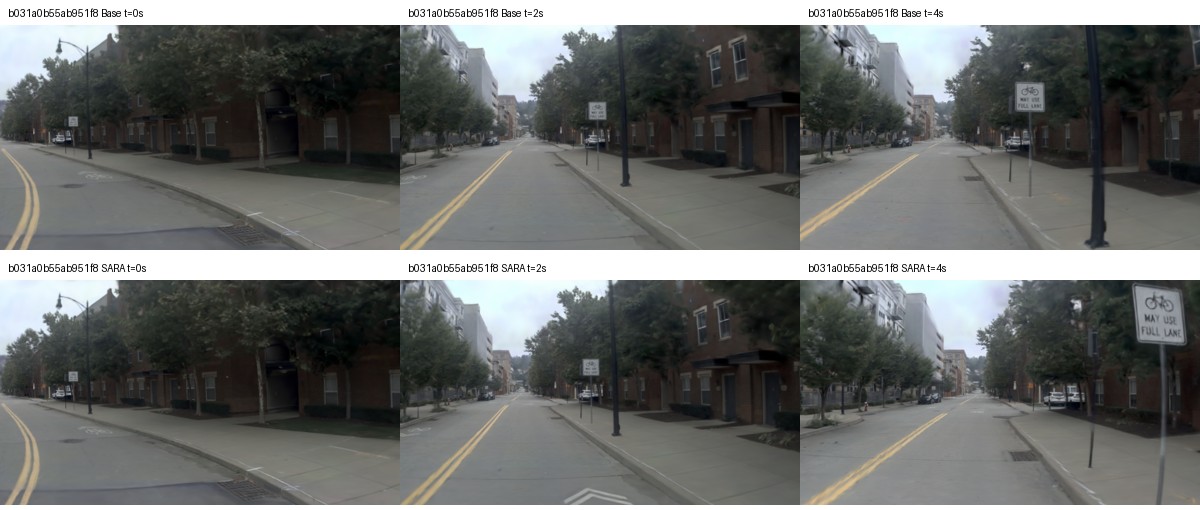 b031a0b55ab951f8 Base t=0s
b031a0b55ab951f8 Base t=2s
b031a0b55ab951f8 Base t=4s
MAY USE
FULL LANE
b031a0b55ab951f8 SARA t=0s
b031a0b55ab951f8 SARA t=2s
b031a0b55ab951f8 SARA t=4s
MAY USE
FULL LANE